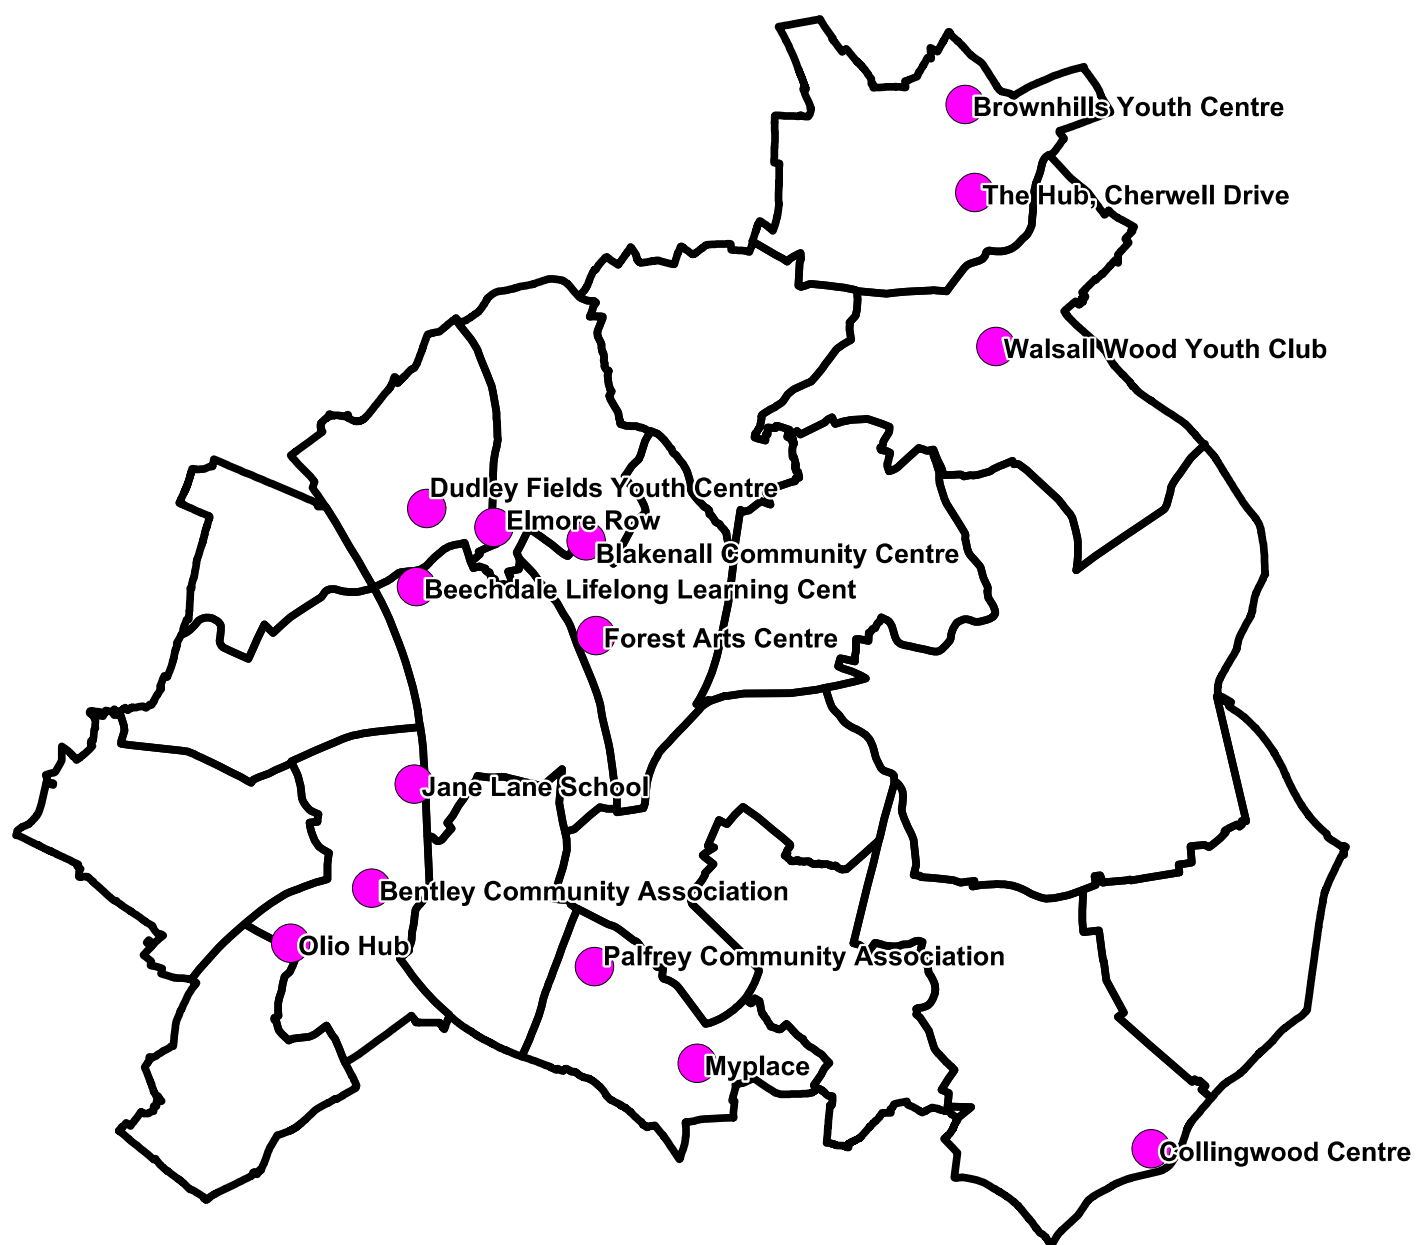 Brownhills Youth Centre
The Hub, Cherwell Drive
Walsall Wood Youth Club
Dudley Fields Youth Centre
Elmore Row
Blakenall Community Centre
Beechdale Lifelong Learning Cent
Forest Arts Centre
Jane Lane School
Bentley Community Association
Olio Hub
Palfrey Community Association
Myplace
Collingwood Centre